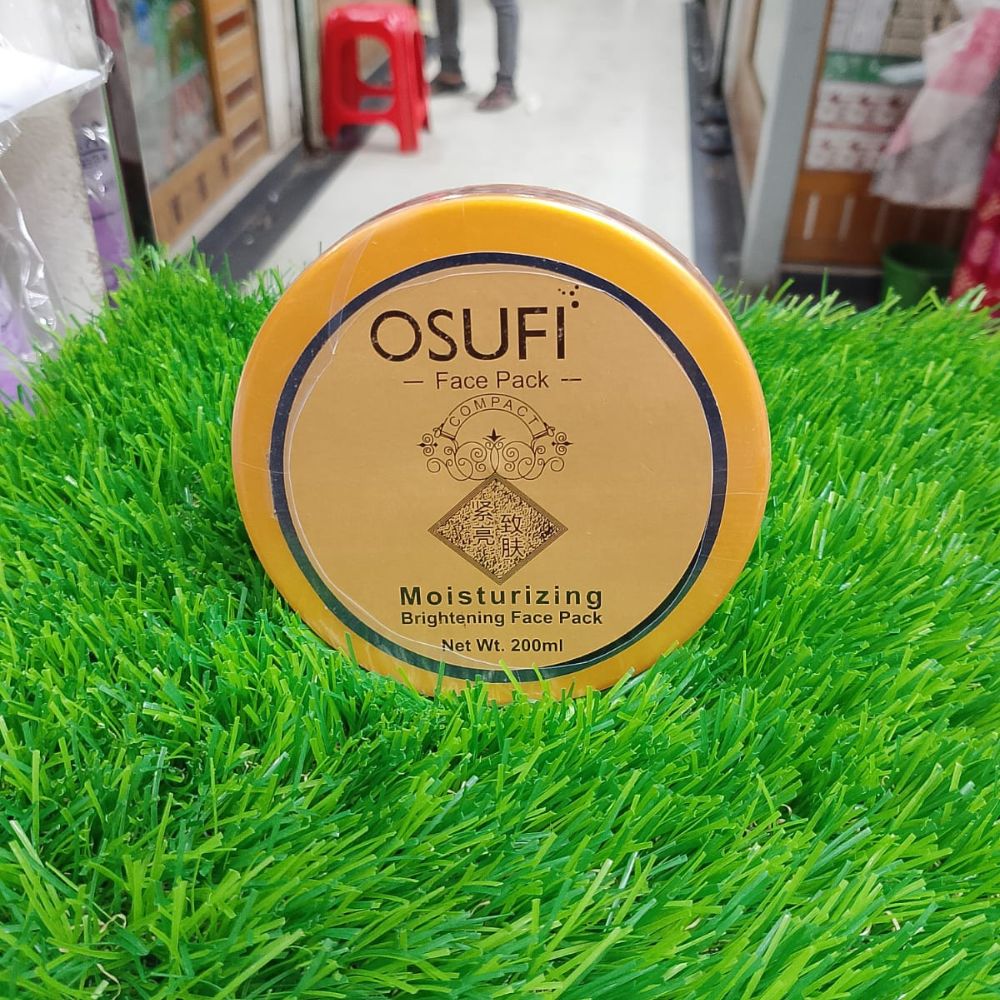 OSUFI
— Face Pack —
COMPACT
紧致
亮肤
Moisturizing
Brightening Face Pack
Net Wt. 200ml